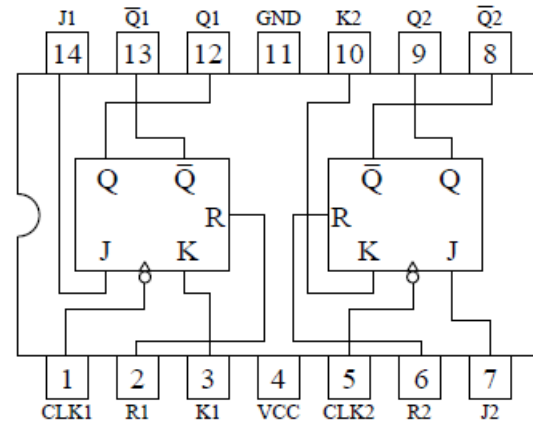 J1 Q̅1 Q1 GND K2 Q2 Q̅2
14 13 12 11 10 9 8
Q Q̅ Q̅ Q
R R
J K K J
1 2 3 4 5 6 7
CLK1 R1 K1 VCC CLK2 R2 J2